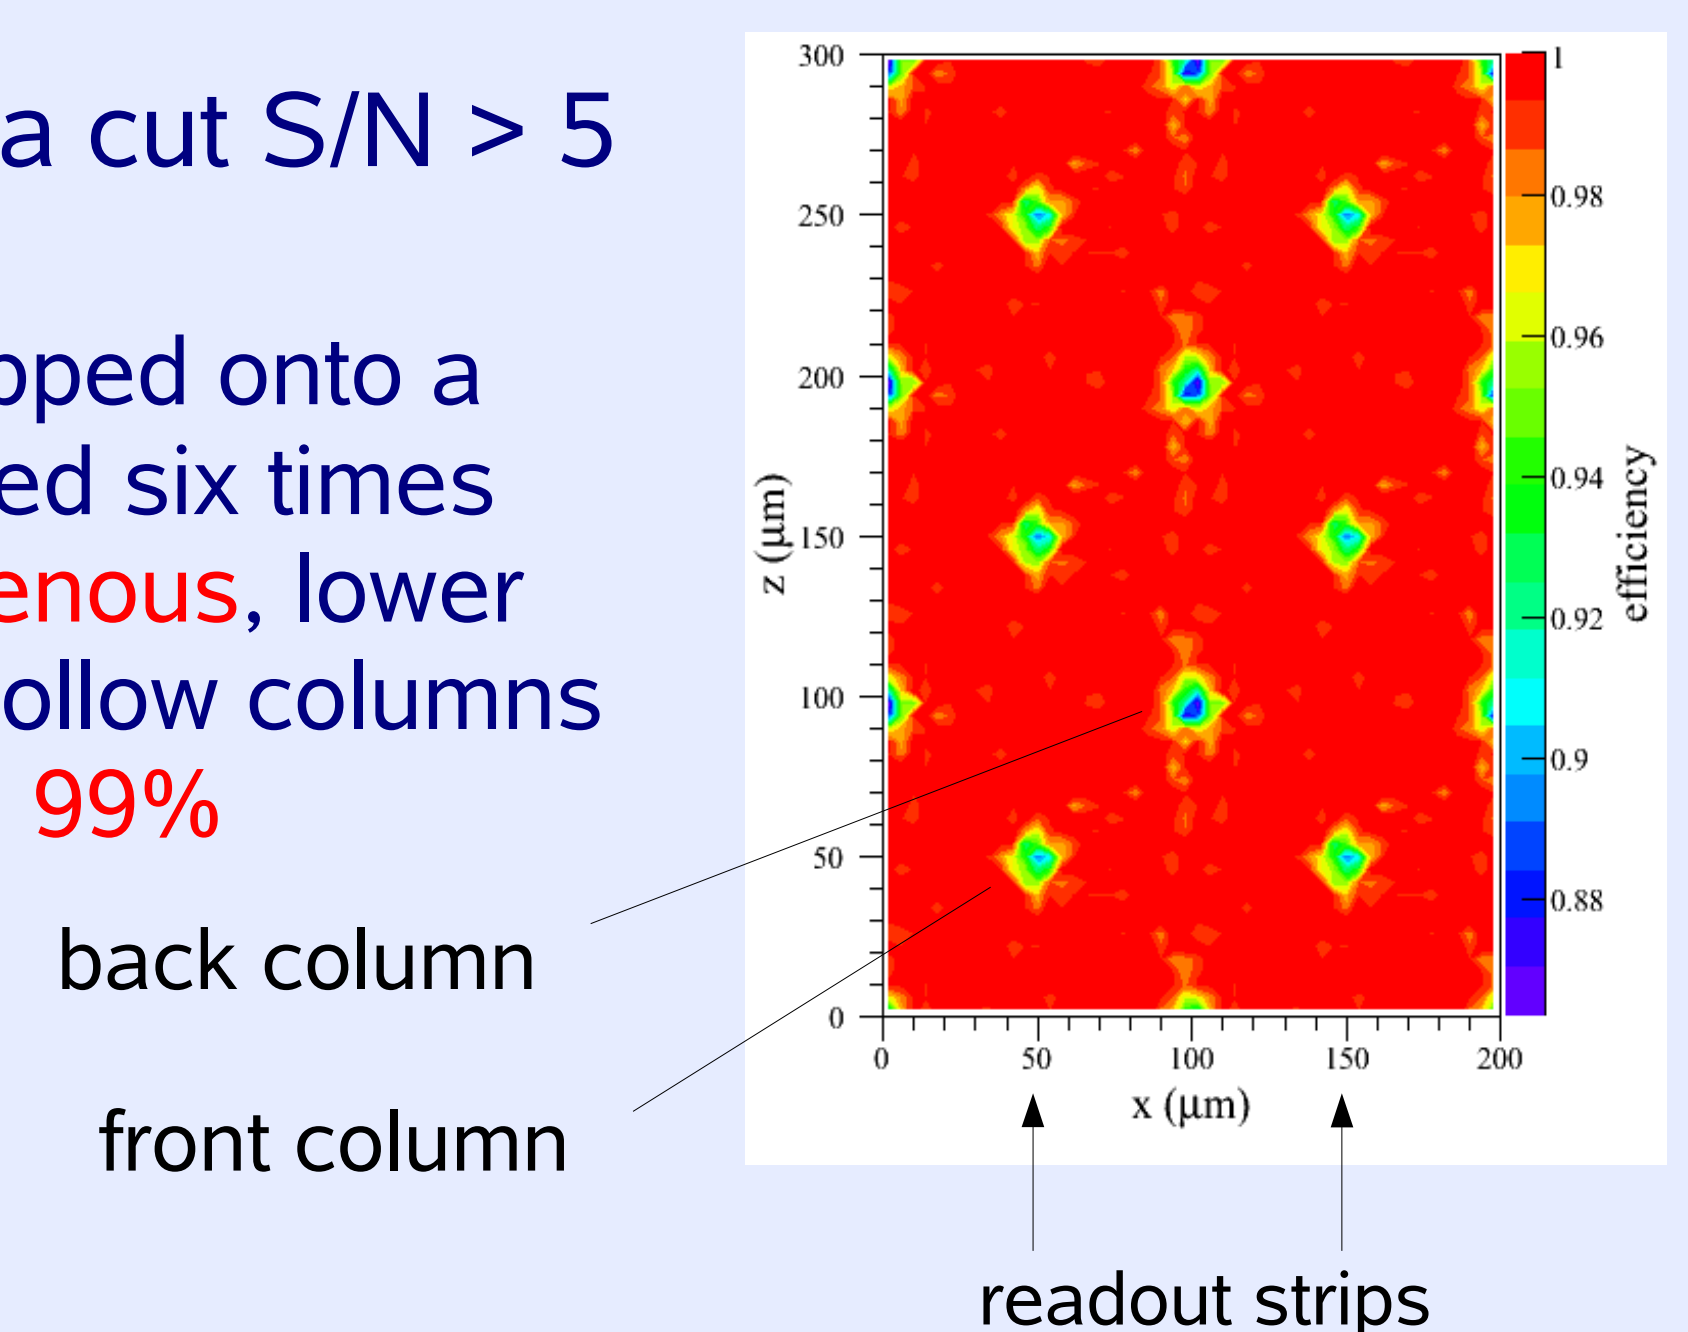 a cut S/N > 5
pped onto a
ed six times
enous, lower
ollow columns
99%
back column
front column
300
250
200
150
100
50
0
z (μm)
0 50 100 150 200
x (μm)
1
0.98
0.96
0.94
0.92
0.9
0.88
efficiency
readout strips